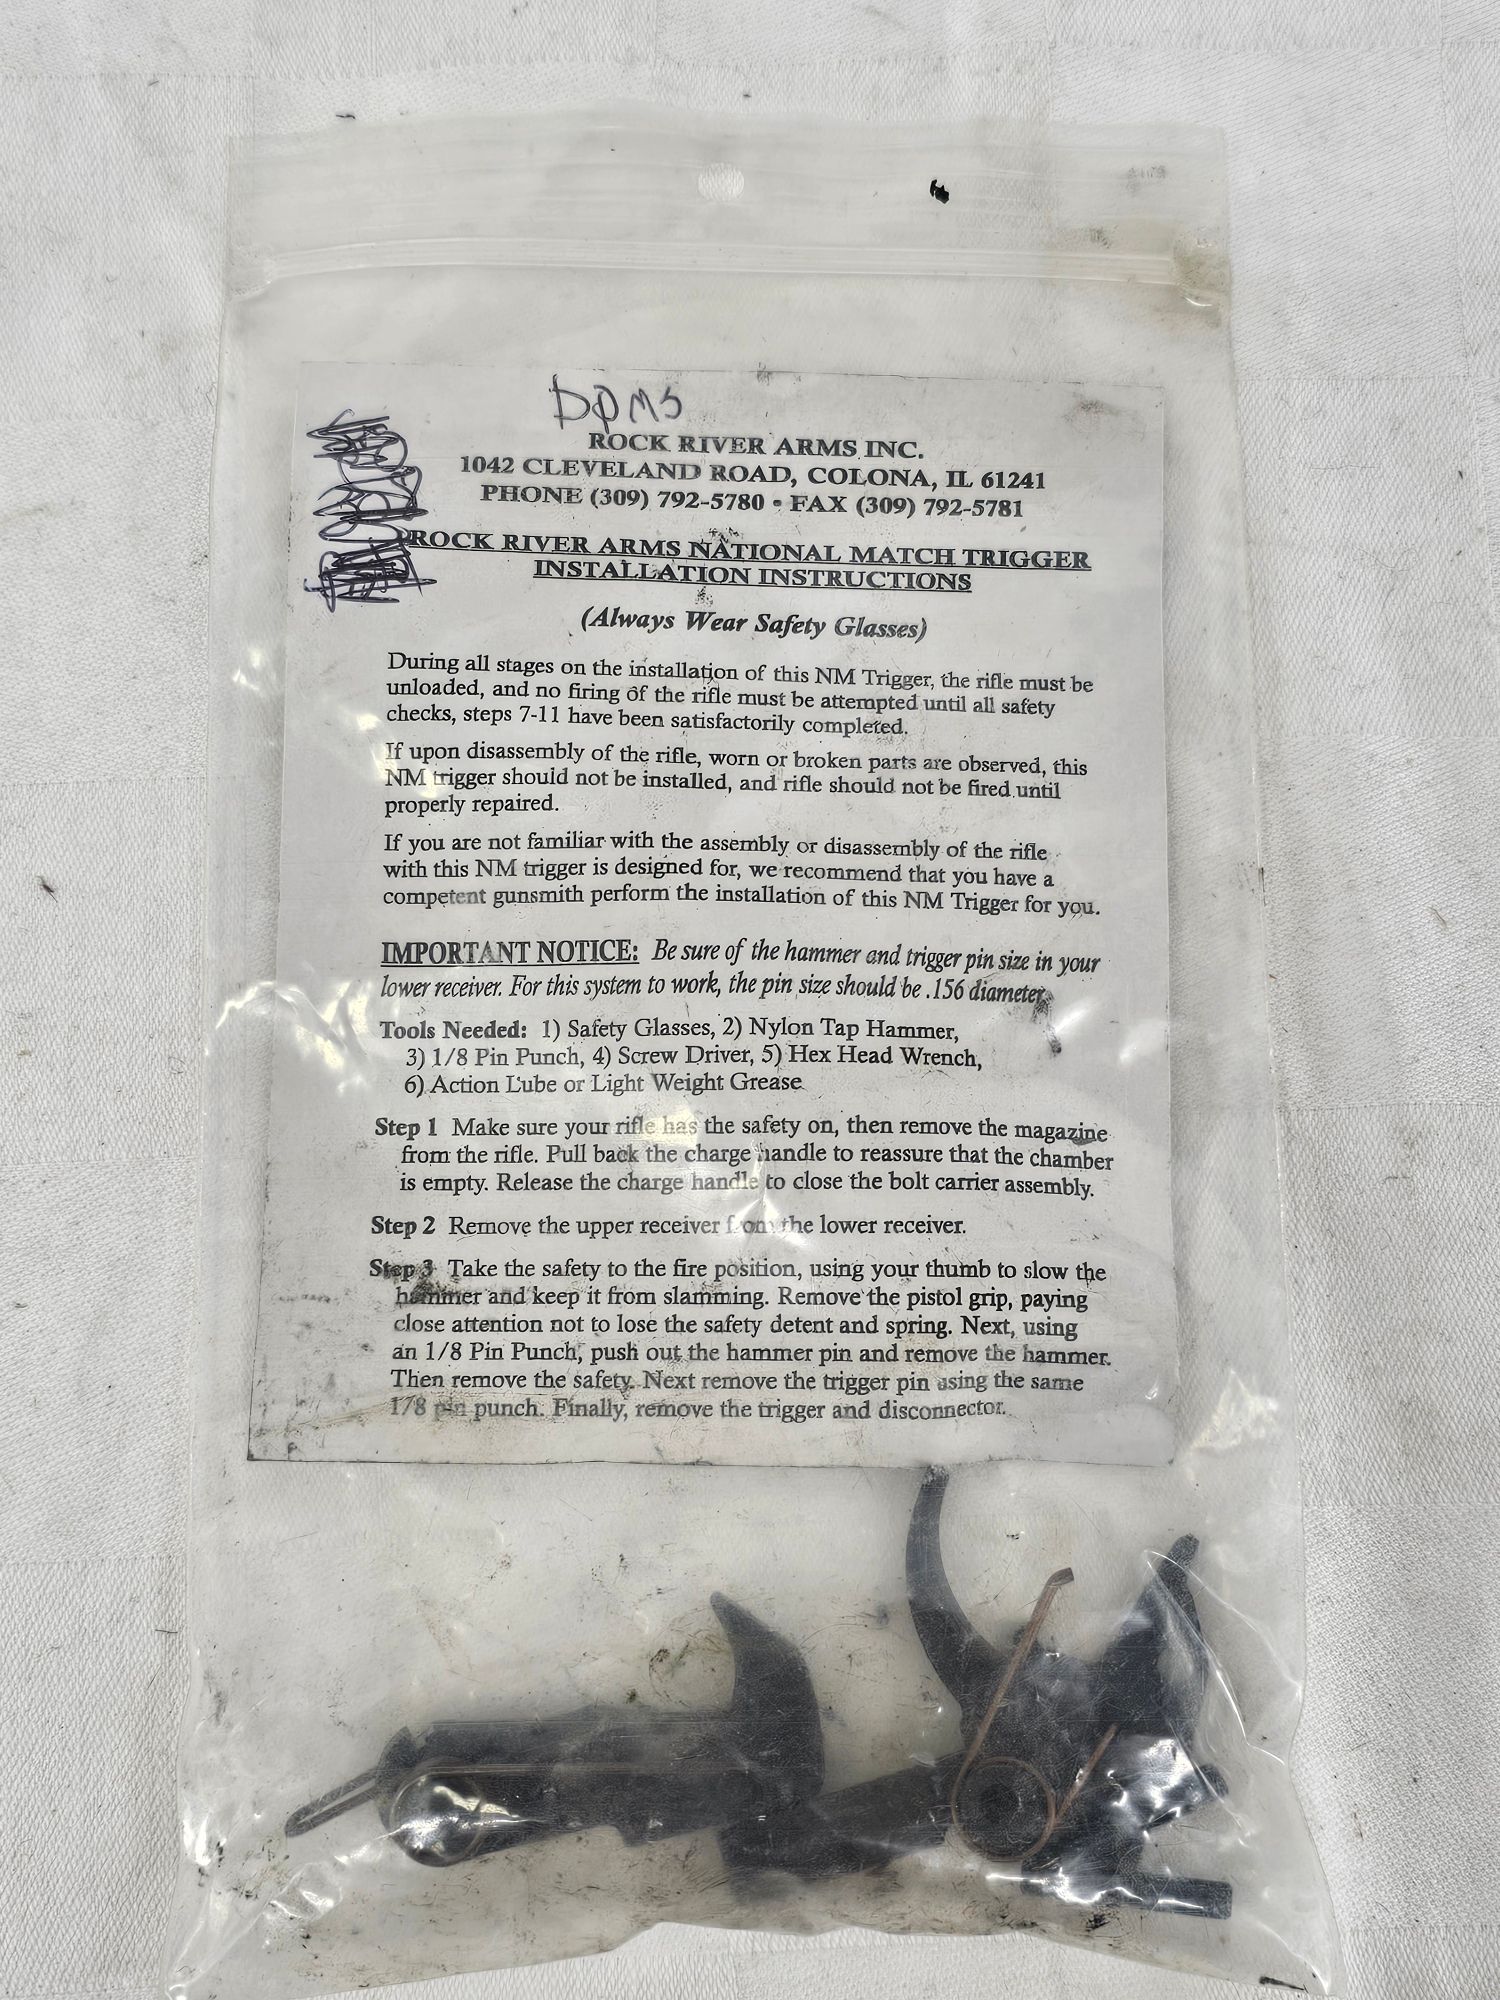 DPMS
ROCK RIVER ARMS INC.
1042 CLEVELAND ROAD, COLONA, IL 61241
PHONE (309) 792-5780 • FAX (309) 792-5781
ROCK RIVER ARMS NATIONAL MATCH TRIGGER
INSTALLATION INSTRUCTIONS
(Always Wear Safety Glasses)
During all stages on the installation of this NM Trigger, the rifle must be
unloaded, and no firing of the rifle must be attempted until all safety
checks, steps 7-11 have been satisfactorily completed.
If upon disassembly of the rifle, worn or broken parts are observed, this
NM trigger should not be installed, and rifle should not be fired until
properly repaired.
If you are not familiar with the assembly or disassembly of the rifle
with this NM trigger is designed for, we recommend that you have a
competent gunsmith perform the installation of this NM Trigger for you.
IMPORTANT NOTICE: Be sure of the hammer and trigger pin size in your
lower receiver. For this system to work, the pin size should be .156 diameter.
Tools Needed: 1) Safety Glasses, 2) Nylon Tap Hammer,
3) 1/8 Pin Punch, 4) Screw Driver, 5) Hex Head Wrench,
6) Action Lube or Light Weight Grease
Step 1 Make sure your rifle has the safety on, then remove the magazine
from the rifle. Pull back the charge handle to reassure that the chamber
is empty. Release the charge handle to close the bolt carrier assembly.
Step 2 Remove the upper receiver from the lower receiver.
Step 3 Take the safety to the fire position, using your thumb to slow the
hammer and keep it from slamming. Remove the pistol grip, paying
close attention not to lose the safety detent and spring. Next, using
an 1/8 Pin Punch, push out the hammer pin and remove the hammer.
Then remove the safety. Next remove the trigger pin using the same
1/8 pin punch. Finally, remove the trigger and disconnector.